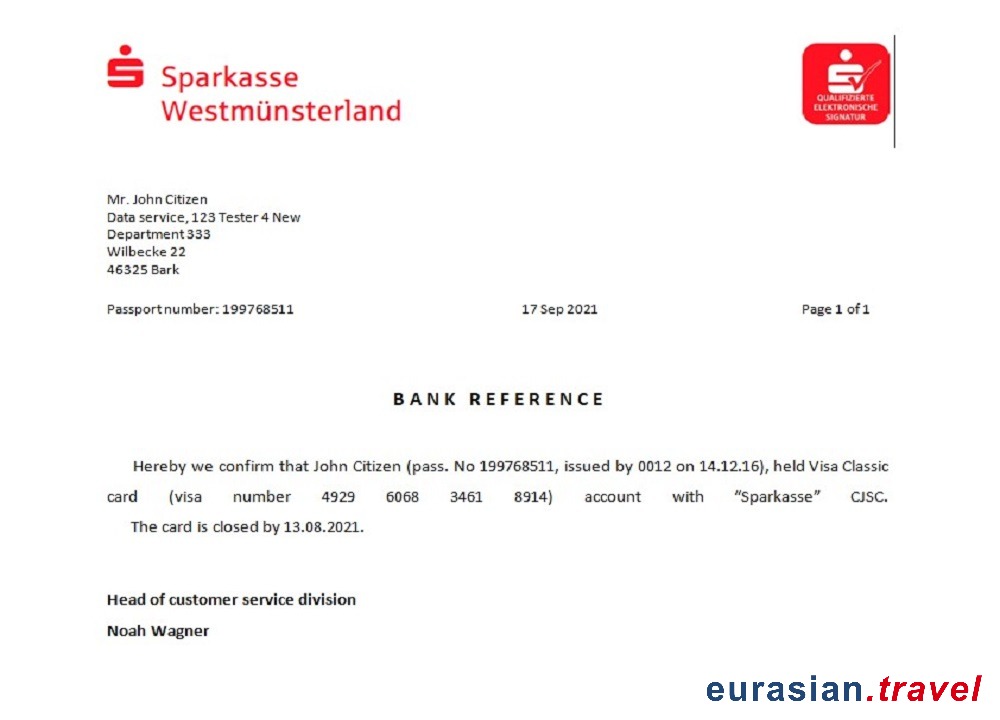 Sparkasse
Westmünsterland
QUALIFIZIERTE
ELEKTRONISCHE
SIGNATUR
Mr. John Citizen
Data service, 123 Tester 4 New
Department 333
Wilbecke 22
46325 Bark
Passport number: 199768511 17 Sep 2021 Page 1 of 1
BANK REFERENCE
Hereby we confirm that John Citizen (pass. No 199768511, issued by 0012 on 14.12.16), held Visa Classic
card (visa number 4929 6068 3461 8914) account with “Sparkasse” CJSC.
The card is closed by 13.08.2021.
Head of customer service division
Noah Wagner
eurasian.travel